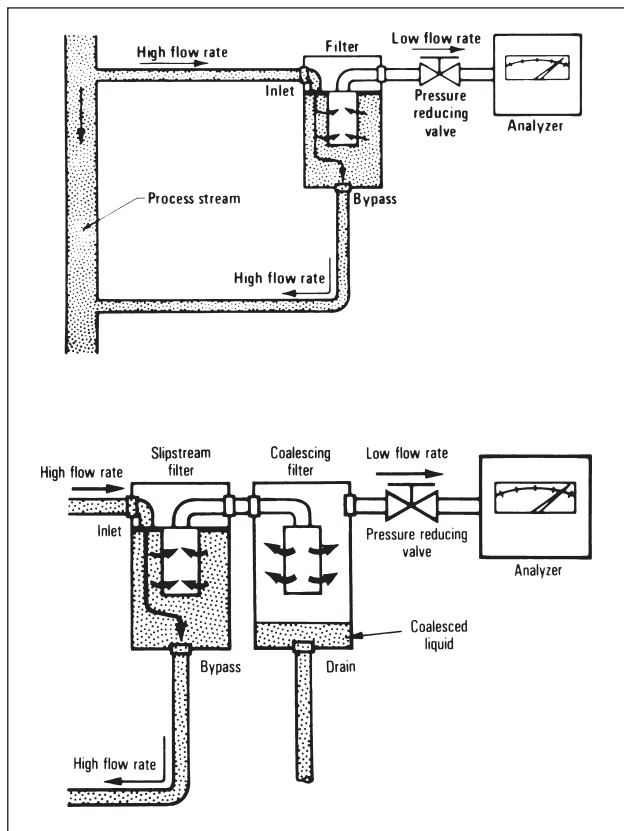 High flow rate
Filter
Low flow rate
Inlet
Pressure
reducing
valve
Analyzer
Process stream
Bypass
High flow rate
Slipstream
filter
Coalescing
filter
Low flow rate
High flow rate
Inlet
Pressure reducing
valve
Analyzer
Coalesced
liquid
Bypass
Drain
High flow rate